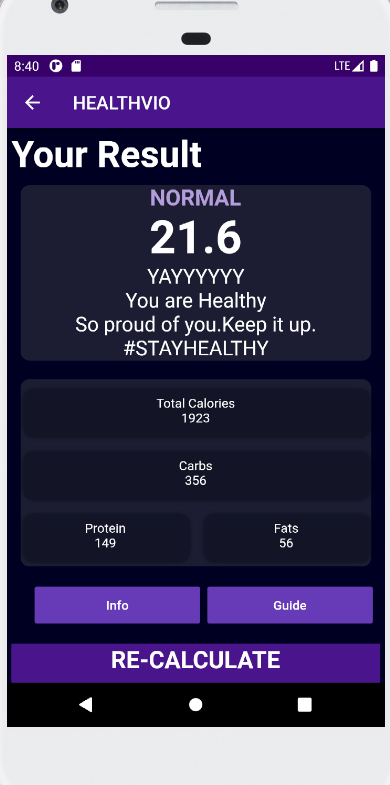 8:40 LTE
HEALTHVIO
Your Result
NORMAL
21.6
YAYYYYYY
You are Healthy
So proud of you.Keep it up.
#STAYHEALTHY
Total Calories
1923
Carbs
356
Protein Fats
149 56
Info Guide
RE-CALCULATE